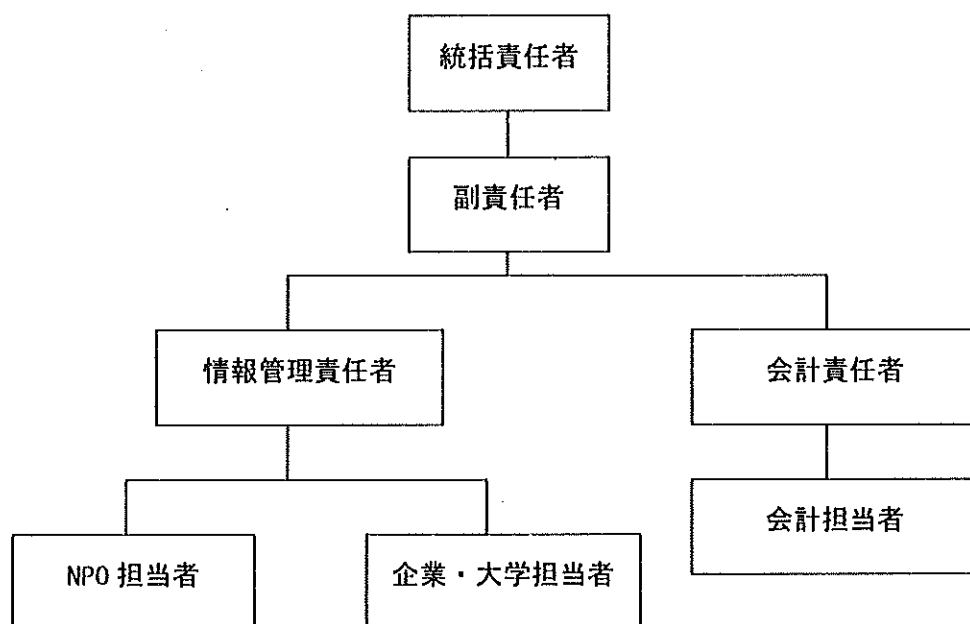 統括責任者
副責任者
情報管理責任者
会計責任者
会計担当者
NPO 担当者
企業・大学担当者